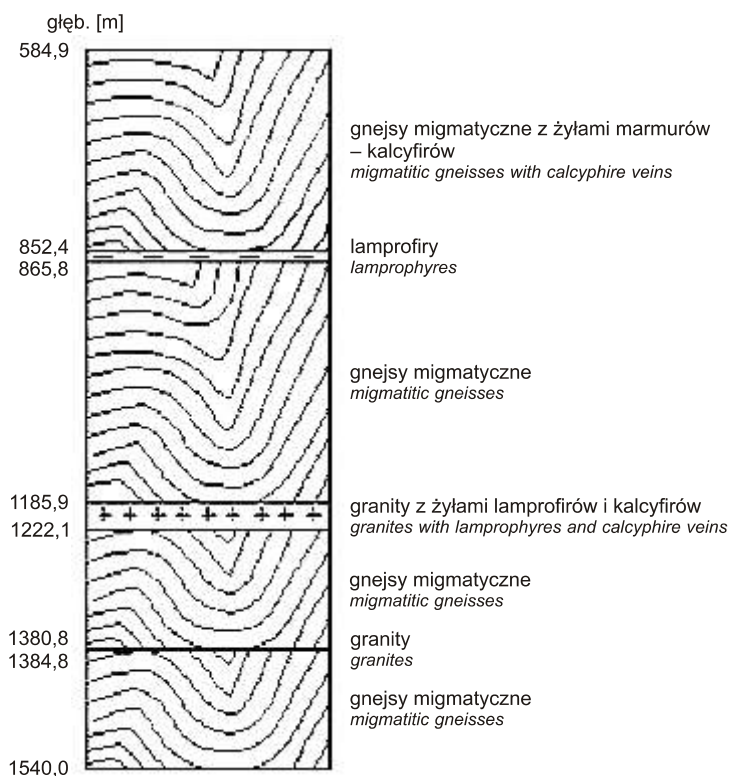 głęb. [m]
584,9
gnejsy migmatyczne z żyłami marmurów
– kalcyfirów
migmatitic gneisses with calcyphire veins
852,4
lamprofiry
865,8
lamprophyres
gnejsy migmatyczne
migmatitic gneisses
1185,9
granity z żyłami lamprofirów i kalcyfirów
1222,1
granites with lamprophyres and calcyphire veins
gnejsy migmatyczne
migmatitic gneisses
1380,8
granity
1384,8
granites
gnejsy migmatyczne
migmatitic gneisses
1540,0